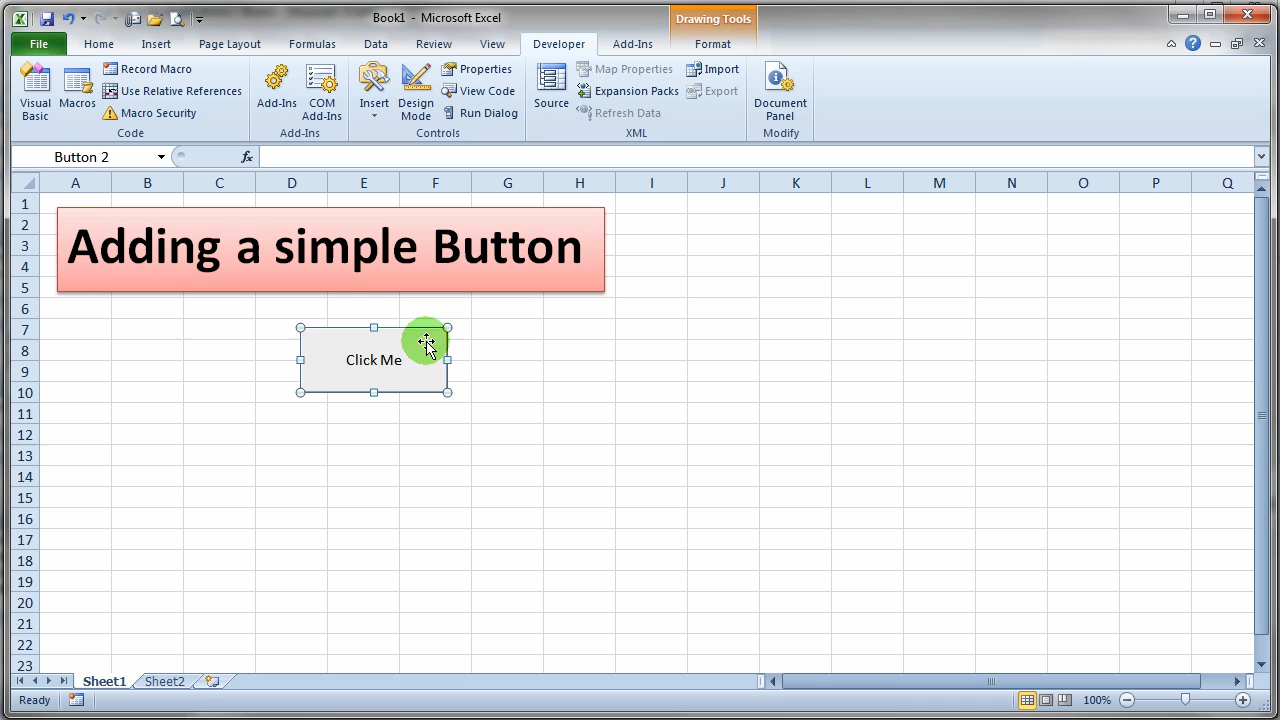 Book1 - Microsoft Excel
Drawing Tools
File Home Insert Page Layout Formulas Data Review View Developer Add-Ins Format
Visual Basic
Macros
Record Macro
Use Relative References
Macro Security
Code
Add-Ins
COM Add-Ins
Add-Ins
Insert
Design Mode
Properties
View Code
Run Dialog
Controls
Source
Map Properties
Expansion Packs
Refresh Data
Import
Export
XML
Document Panel
Modify
Button 2
fx
A B C D E F G H I J K L M N O P Q
1
2
3
4
5
Adding a simple Button
6
7
8
9
10
Click Me
11
12
13
14
15
16
17
18
19
20
21
22
23
Sheet1 Sheet2
Ready
100%